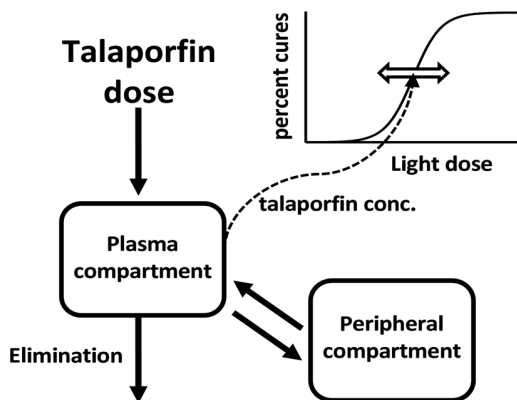 Talaporfin
dose
percent cures
Light dose
talaporfin conc.
Plasma
compartment
Peripheral
compartment
Elimination